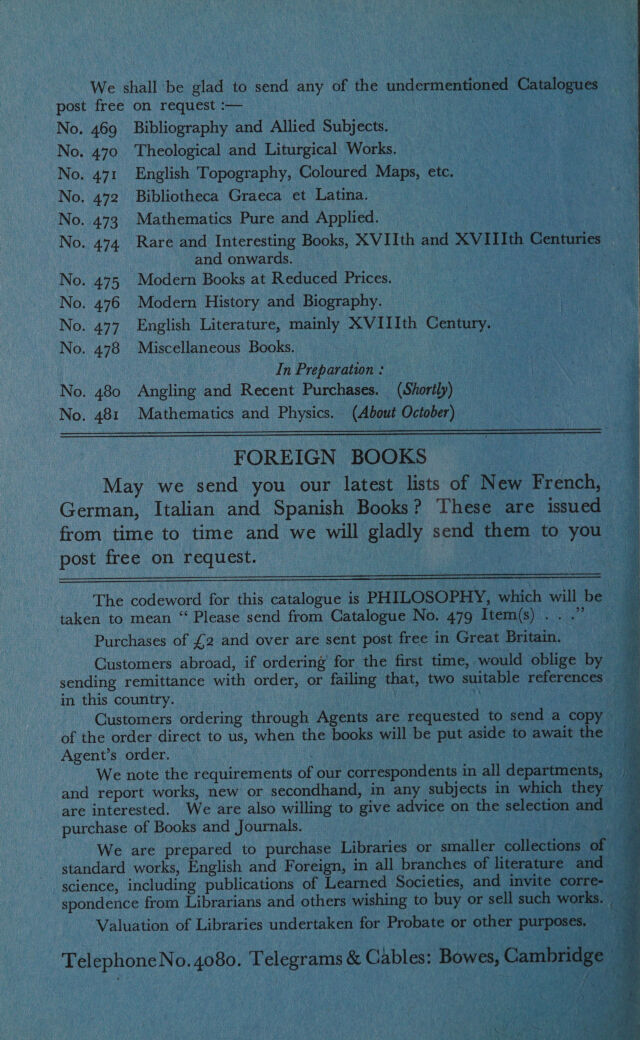 We shall be glad to send any of the undermentioned Catalogues
post free on request :—
No. 469 Bibliography and Allied Subjects.
No. 470 Theological and Liturgical Works.
No. 471 English Topography, Coloured Maps, etc.
No. 472 Bibliotheca Graeca et Latina.
No. 473 Mathematics Pure and Applied.
No. 474 Rare and Interesting Books, XVIIth and XVIIIth Centuries
and onwards.
No. 475 Modern Books at Reduced Prices.
No. 476 Modern History and Biography.
No. 477 English Literature, mainly XVIIIth Century.
No. 478 Miscellaneous Books.
In Preparation :
No. 480 Angling and Recent Purchases. (Shortly)
No. 481 Mathematics and Physics. (About October)
FOREIGN BOOKS
May we send you our latest lists of New French,
German, Italian and Spanish Books? These are issued
from time to time and we will gladly send them to you
post free on request.
The codeword for this catalogue is PHILOSOPHY, which will be
taken to mean “ Please send from Catalogue No. 479 Item(s) . . .”
Purchases of £2 and over are sent post free in Great Britain.
Customers abroad, if ordering for the first time, would oblige by
sending remittance with order, or failing that, two suitable references
in this country.
Customers ordering through Agents are requested to send a copy
of the order direct to us, when the books will be put aside to await the
Agent’s order.
We note the requirements of our correspondents in all departments,
and report works, new or secondhand, in any subjects in which they
are interested. We are also willing to give advice on the selection and
purchase of Books and Journals.
We are prepared to purchase Libraries or smaller collections of
standard works, English and Foreign, in all branches of literature and
science, including publications of Learned Societies, and invite corre-
spondence from Librarians and others wishing to buy or sell such works.
Valuation of Libraries undertaken for Probate or other purposes.
Telephone No. 4080. Telegrams & Cables: Bowes, Cambridge